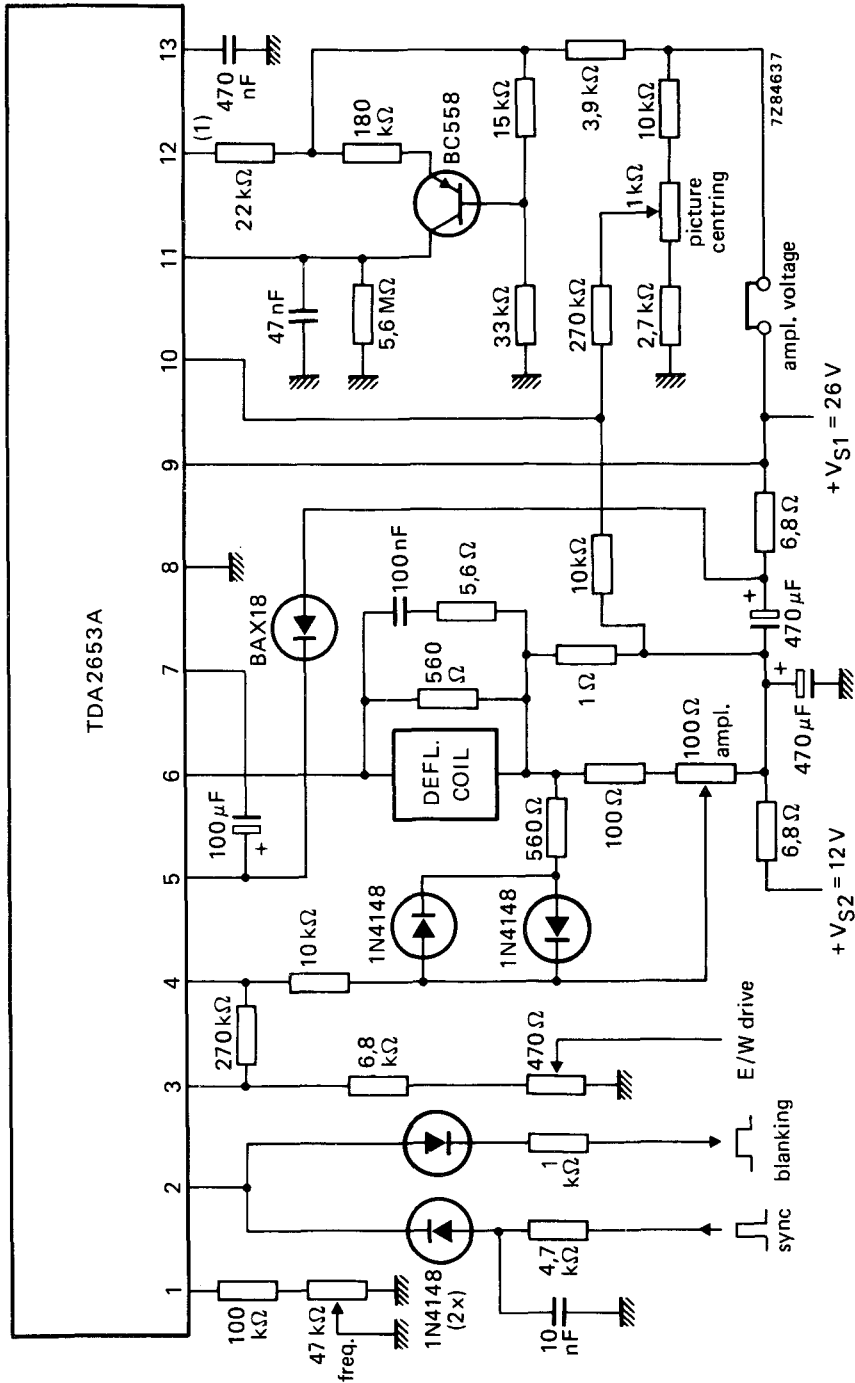 TDA2653A
1
2
3
4
5
6
7
8
9
10
11
12
13
(1)
100
kΩ
47 kΩ
freq.
1N4148
(2x)
10
nF
4,7
kΩ
sync
1
kΩ
blanking
270 kΩ
6,8
kΩ
470 Ω
E/W drive
10 kΩ
1N4148
1N4148
100 µF
+
DEFL.
COIL
560 Ω
100 Ω
100 Ω
ampl.
6,8 Ω
+VS2 = 12 V
560
Ω
100 nF
5,6 Ω
1 Ω
BAX18
10 kΩ
470 µF
+
470 µF
+
6,8 Ω
+VS1 = 26 V
47 nF
5,6 MΩ
22 kΩ
180
kΩ
BC558
470
nF
33 kΩ
15 kΩ
270 kΩ
3,9 kΩ
2,7 kΩ
1 kΩ
10 kΩ
picture
centring
ampl. voltage
7Z84637